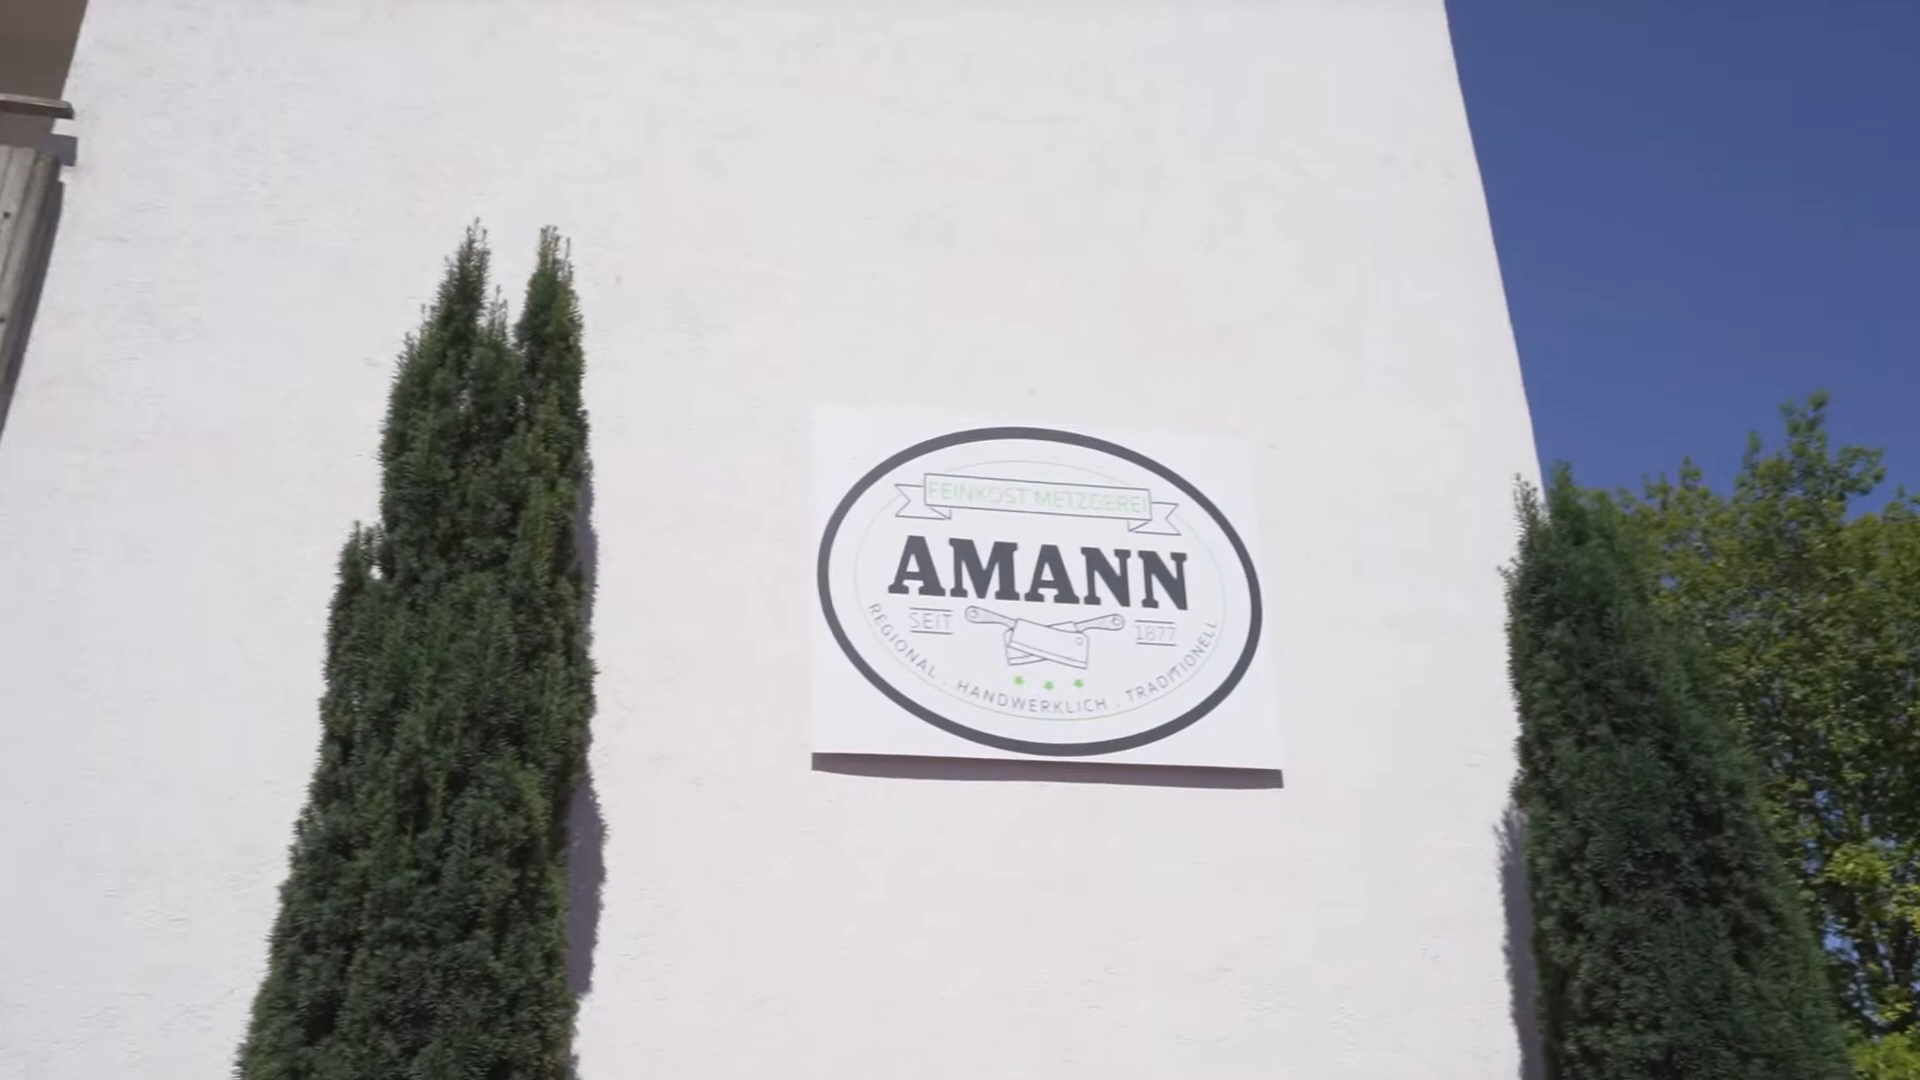 FEINKOST METZGEREI
AMANN
SEIT 1877
REGIONAL . HANDWERKLICH . TRADITIONELL